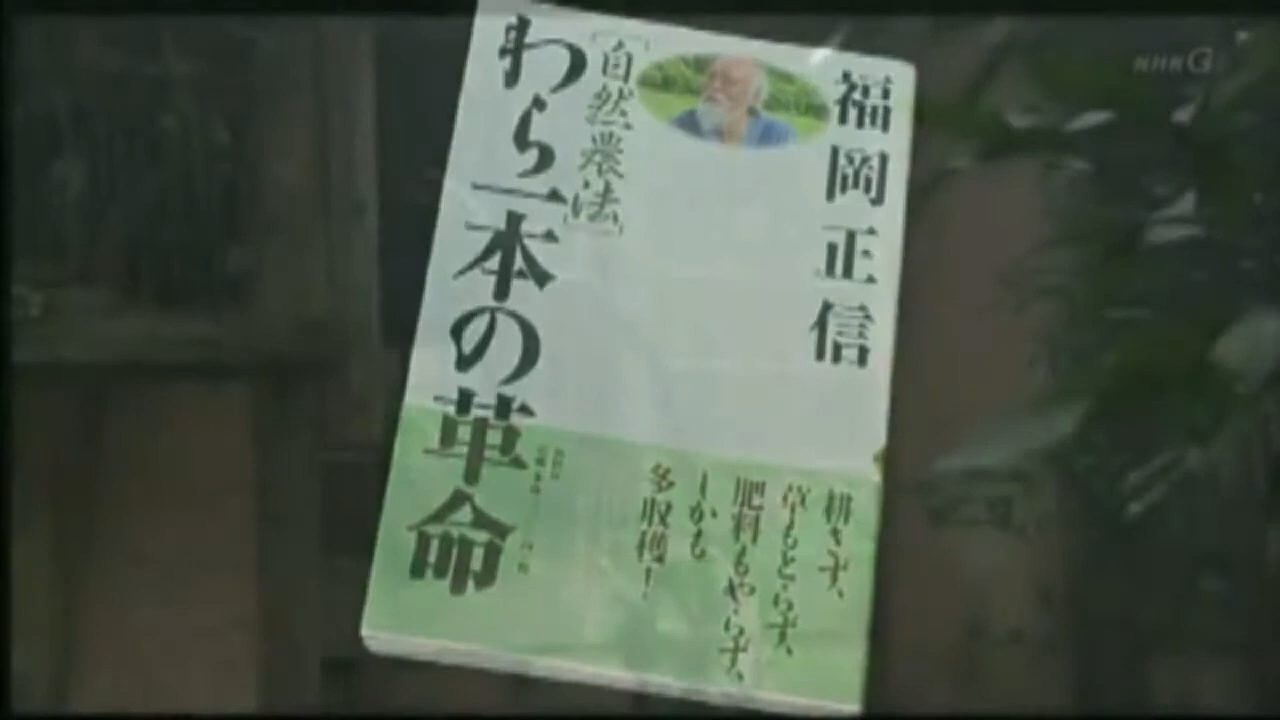 福岡正信
[自然農法]
わら一本の革命
耕さず、
草もとらず、
肥料もやらず、
しかも
多収穫!
NHK G